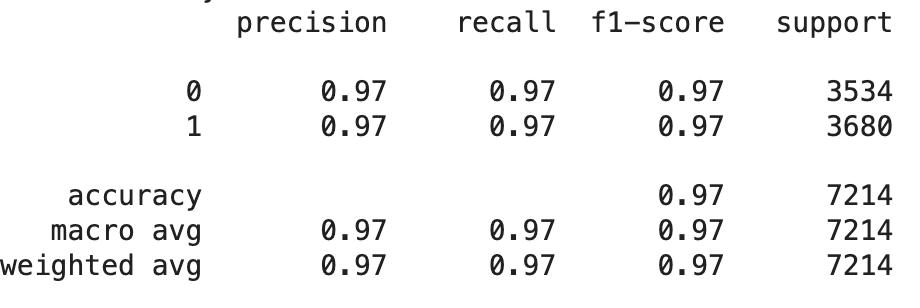 precision recall f1-score support
0 0.97 0.97 0.97 3534
1 0.97 0.97 0.97 3680
accuracy 0.97 7214
macro avg 0.97 0.97 0.97 7214
weighted avg 0.97 0.97 0.97 7214